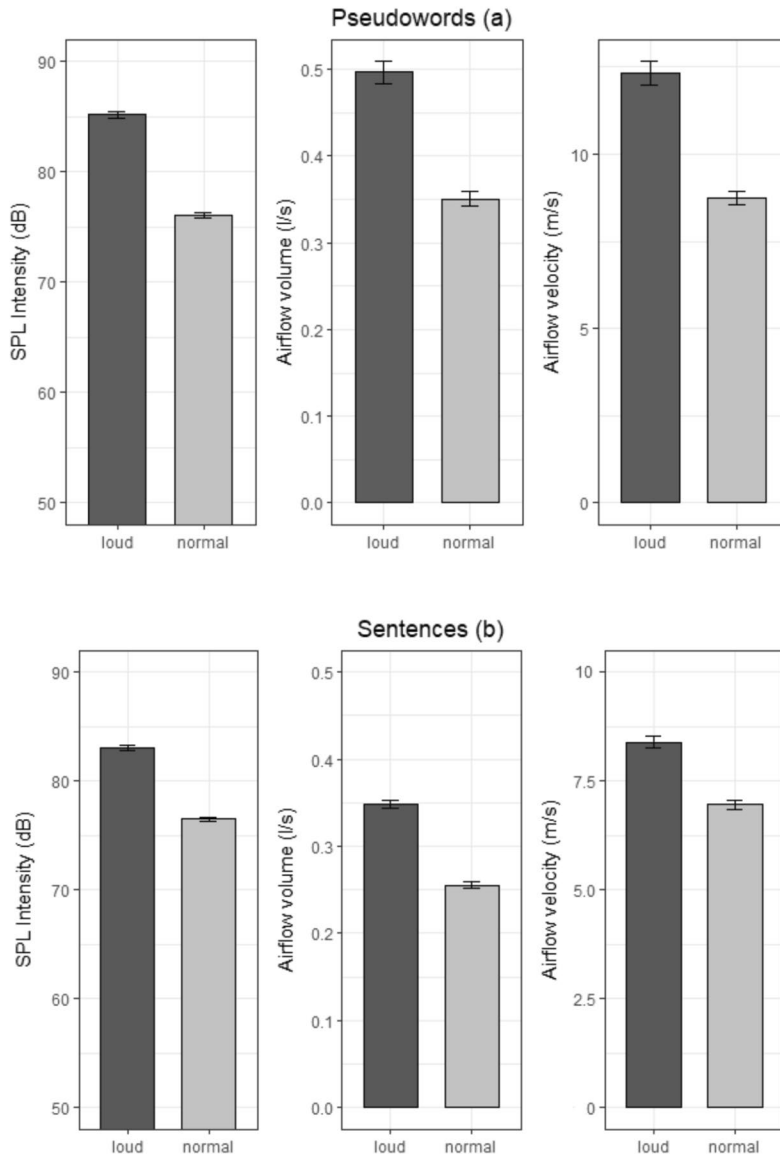 Pseudowords (a)
SPL Intensity (dB)
90
80
70
60
50
loud normal
Airflow volume (l/s)
0.5
0.4
0.3
0.2
0.1
0.0
loud normal
Airflow velocity (m/s)
10
5
0
loud normal
Sentences (b)
SPL Intensity (dB)
90
80
70
60
50
loud normal
Airflow volume (l/s)
0.5
0.4
0.3
0.2
0.1
0.0
loud normal
Airflow velocity (m/s)
10
7.5
5.0
2.5
0
loud normal